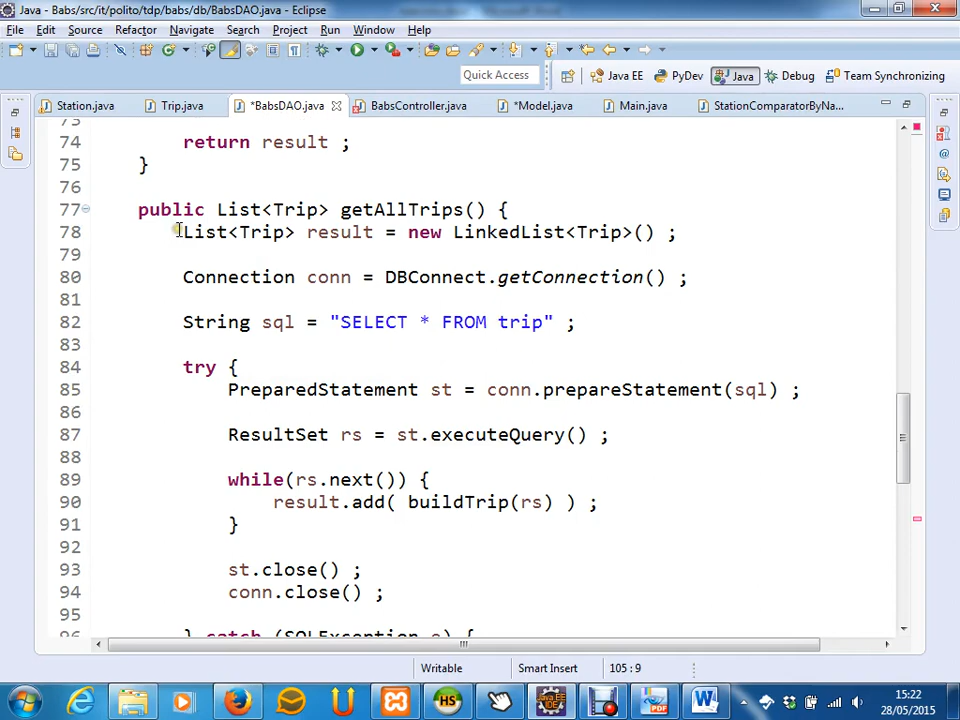 Java - Babs/src/it/polito/tdp/babs/db/BabsDAO.java - Eclipse
File Edit Source Refactor Navigate Search Project Run Window Help
Quick Access Java EE PyDev Java Debug Team Synchronizing
Station.java Trip.java *BabsDAO.java BabsController.java *Model.java Main.java StationComparatorByNa...
73
74 return result ;
75 }
76
77 public List<Trip> getAllTrips() {
78 List<Trip> result = new LinkedList<Trip>() ;
79
80 Connection conn = DBConnect.getConnection() ;
81
82 String sql = "SELECT * FROM trip" ;
83
84 try {
85 PreparedStatement st = conn.prepareStatement(sql) ;
86
87 ResultSet rs = st.executeQuery() ;
88
89 while(rs.next()) {
90 result.add( buildTrip(rs) ) ;
91 }
92
93 st.close() ;
94 conn.close() ;
95
96 } catch (SQLException e) {
Writable Smart Insert 105 : 9
HS W 15:22
28/05/2015